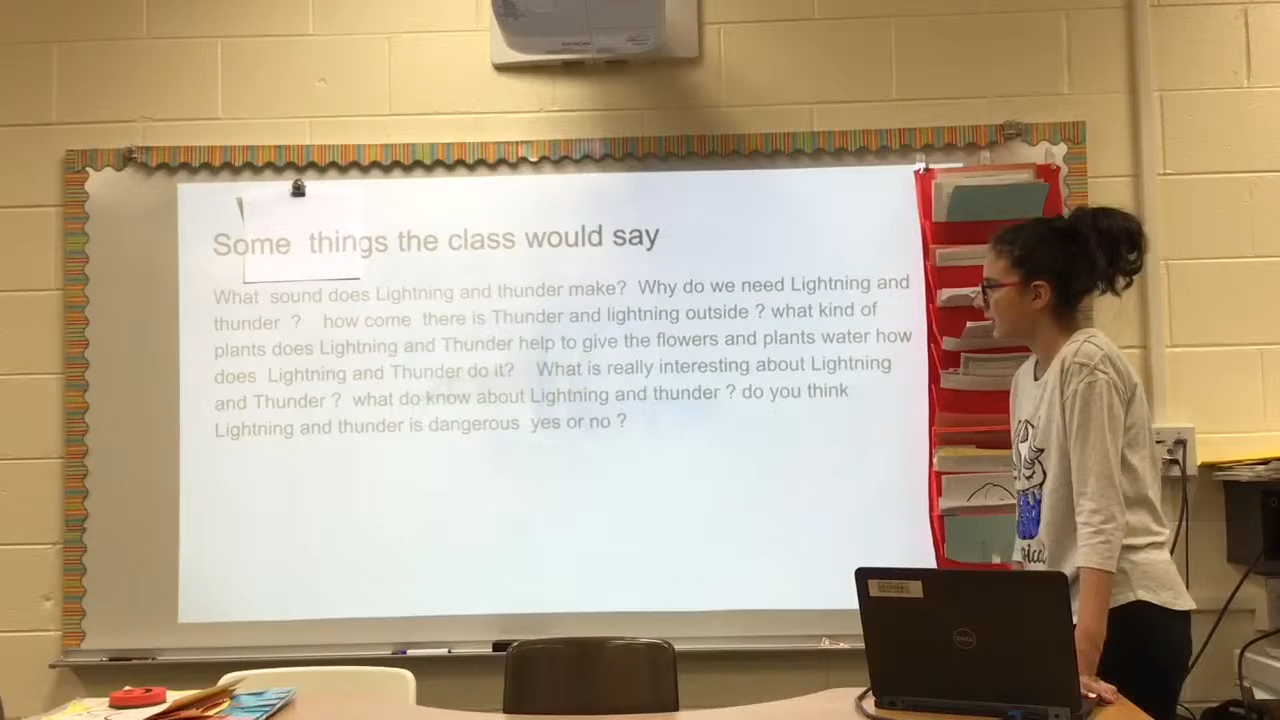 EPSON
Some things the class would say
What sound does Lightning and thunder make? Why do we need Lightning and
thunder ? how come there is Thunder and lightning outside ? what kind of
plants does Lightning and Thunder help to give the flowers and plants water how
does Lightning and Thunder do it? What is really interesting about Lightning
and Thunder ? what do know about Lightning and thunder ? do you think
Lightning and thunder is dangerous yes or no ?
DELL